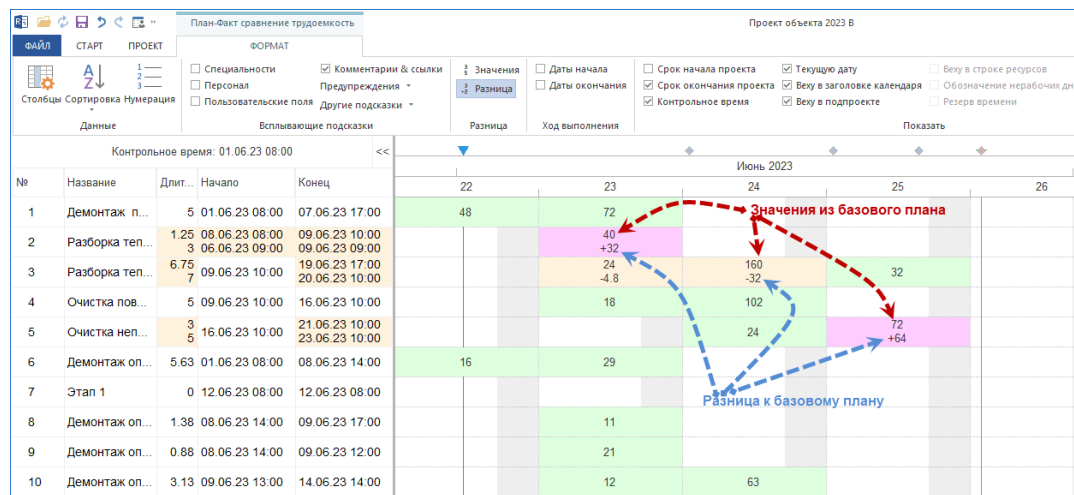 План-Факт сравнение трудоемкость
Проект объекта 2023 В
ФАЙЛ СТАРТ ПРОЕКТ ФОРМАТ
Столбцы Сортировка Нумерация
Данные
Специальности
Персонал
Пользовательские поля
Комментарии & ссылки
Предупреждения
Другие подсказки
Всплывающие подсказки
Значения
Разница
Разница
Даты начала
Даты окончания
Ход выполнения
Срок начала проекта
Срок окончания проекта
Контрольное время
Текущую дату
Веху в заголовке календаря
Веху в подпроекте
Веху в строке ресурсов
Обозначение нерабочих дн
Резерв времени
Показать
Контрольное время: 01.06.23 08:00 <<
Июнь 2023
№ Название Длит... Начало Конец
22 23 24 25 26
1 Демонтаж п... 5 01.06.23 08:00 07.06.23 17:00 48 72
Значения из базового плана
2 Разборка теп... 1.25 08.06.23 08:00 09.06.23 10:00 40
3 06.06.23 09:00 09.06.23 09:00 +32
3 Разборка теп... 6.75 09.06.23 10:00 19.06.23 17:00 24 160 32
7 20.06.23 10:00 -4.8 -32
4 Очистка пов... 5 09.06.23 10:00 16.06.23 10:00 18 102
5 Очистка неп... 3 16.06.23 10:00 21.06.23 10:00 24 72
5 23.06.23 10:00 +64
6 Демонтаж оп... 5.63 01.06.23 08:00 08.06.23 14:00 16 29
7 Этап 1 0 12.06.23 08:00 12.06.23 08:00
Разница к базовому плану
8 Демонтаж оп... 1.38 08.06.23 14:00 09.06.23 17:00 11
9 Демонтаж оп... 0.88 08.06.23 14:00 09.06.23 12:00 21
10 Демонтаж оп... 3.13 09.06.23 13:00 14.06.23 14:00 12 63